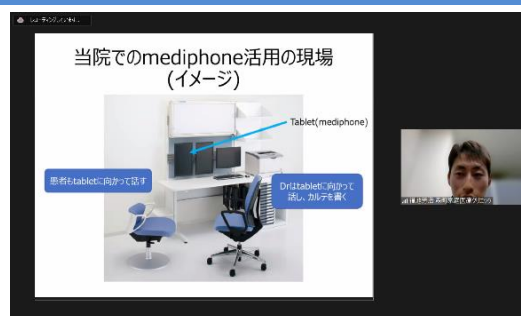 当院でのmediphone活用の現場
(イメージ)
Tablet(mediphone)
患者もtabletに向かって話す
Drはtabletに向かって
話し、カルテを書く